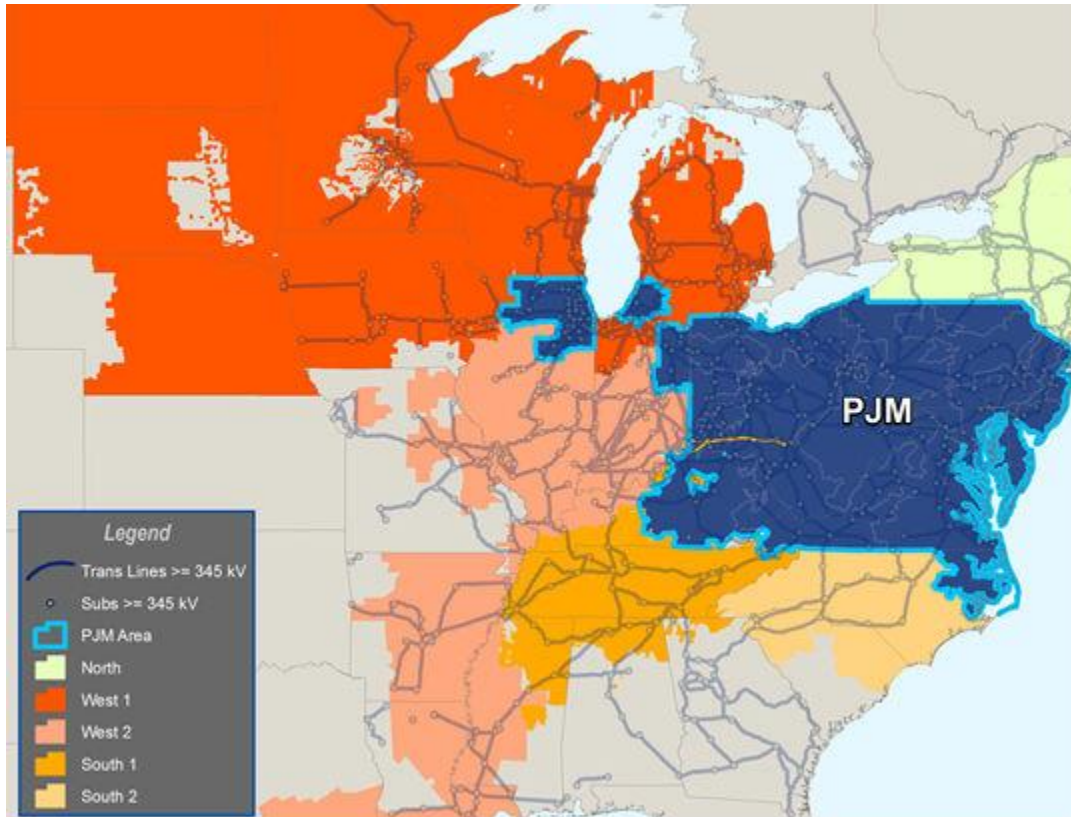 PJM
Legend
Trans Lines >= 345 kV
Subs >= 345 kV
PJM Area
North
West 1
West 2
South 1
South 2